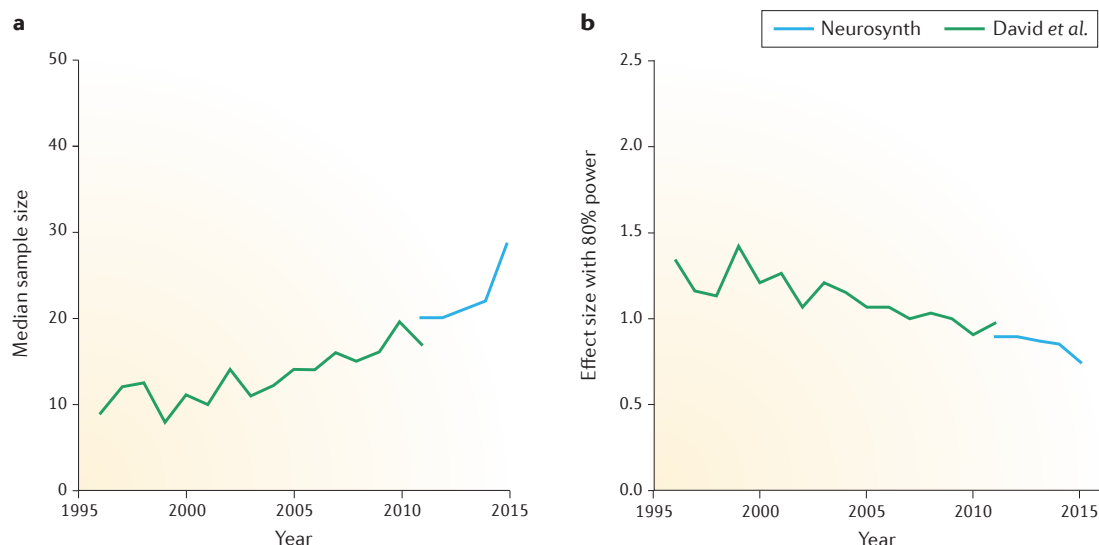 a
50
40
30
20
10
0
Median sample size
1995
2000
2005
2010
2015
Year
b
Neurosynth
David et al.
2.5
2.0
1.5
1.0
0.5
0.0
Effect size with 80% power
1995
2000
2005
2010
2015
Year